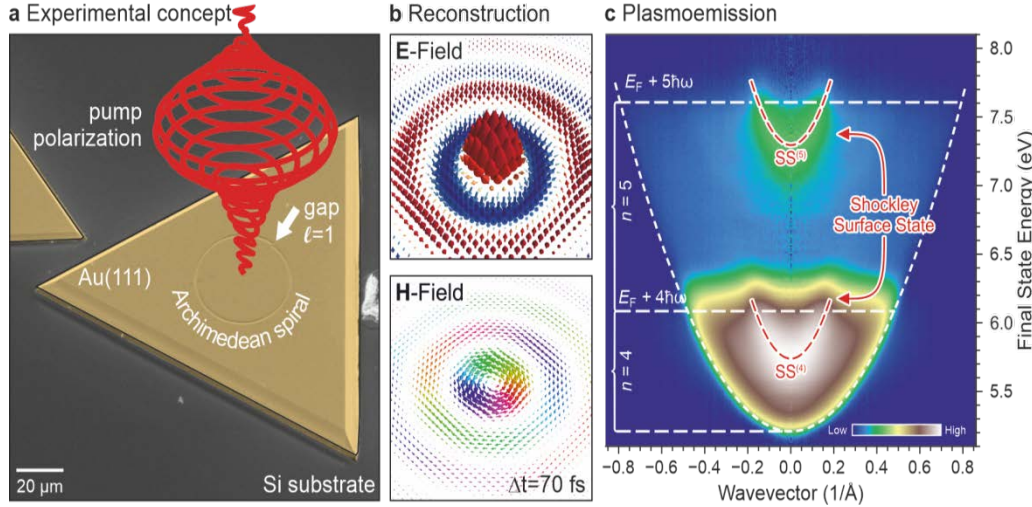 a Experimental concept
pump
polarization
gap
ℓ=1
Au(111)
Archimedean spiral
20 µm
Si substrate
b Reconstruction
E-Field
H-Field
Δt=70 fs
c Plasmoemission
E_F + 5ħω
SS⁽⁵⁾
n = 5
Shockley
Surface State
E_F + 4ħω
SS⁽⁴⁾
n = 4
Low
High
8.0
7.5
7.0
6.5
6.0
5.5
Final State Energy (eV)
−0.8 −0.6 −0.4 −0.2 0.0 0.2 0.4 0.6 0.8
Wavevector (1/Å)